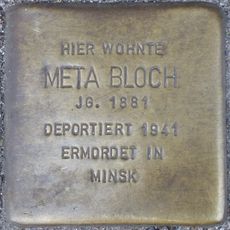 HIER WOHNTE
META BLOCH
JG. 1881
DEPORTIERT 1941
ERMORDET IN
MINSK